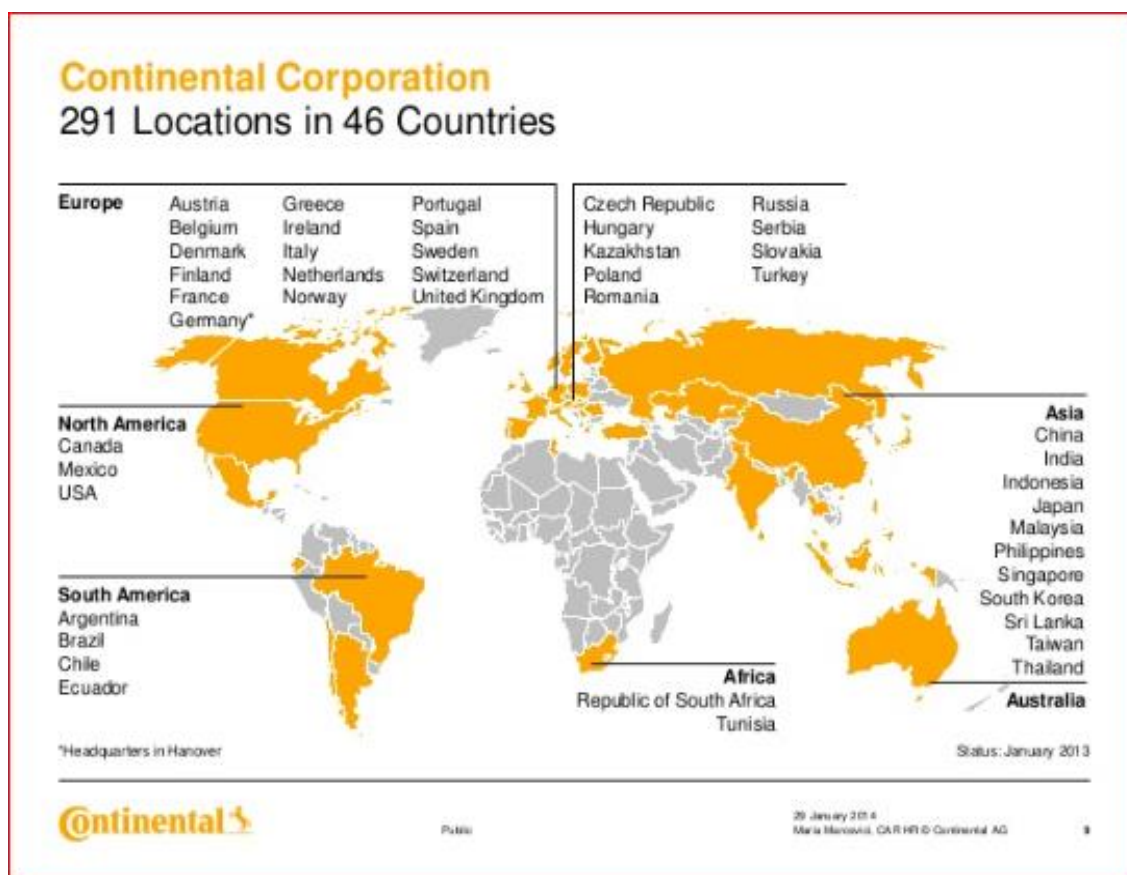 Continental Corporation
291 Locations in 46 Countries
Europe
Austria
Belgium
Denmark
Finland
France
Germany*
Greece
Ireland
Italy
Netherlands
Norway
Portugal
Spain
Sweden
Switzerland
United Kingdom
Czech Republic
Hungary
Kazakhstan
Poland
Romania
Russia
Serbia
Slovakia
Turkey
North America
Canada
Mexico
USA
South America
Argentina
Brazil
Chile
Ecuador
Africa
Republic of South Africa
Tunisia
Asia
China
India
Indonesia
Japan
Malaysia
Philippines
Singapore
South Korea
Sri Lanka
Taiwan
Thailand
Australia
*Headquarters in Hanover
Status: January 2013
Continental
Public
29 January 2014
Maria Marcovici, CAR HR © Continental AG